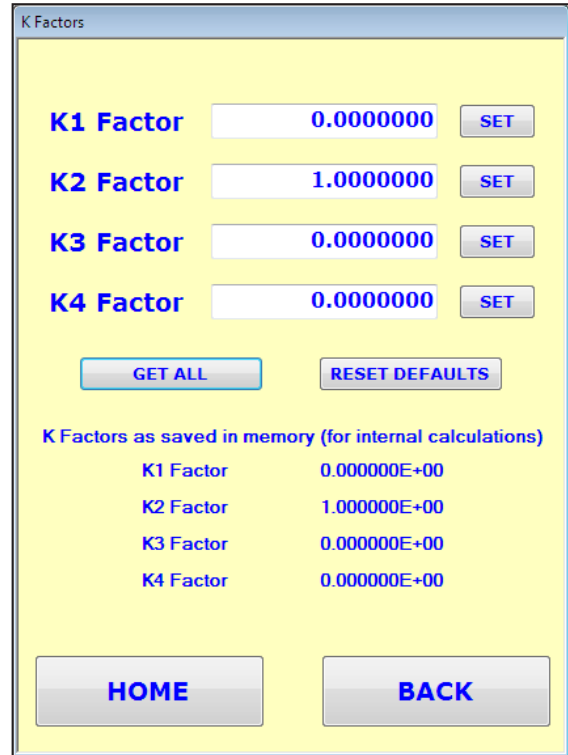 K Factors
K1 Factor 0.0000000 SET
K2 Factor 1.0000000 SET
K3 Factor 0.0000000 SET
K4 Factor 0.0000000 SET
GET ALL RESET DEFAULTS
K Factors as saved in memory (for internal calculations)
K1 Factor 0.000000E+00
K2 Factor 1.000000E+00
K3 Factor 0.000000E+00
K4 Factor 0.000000E+00
HOME BACK